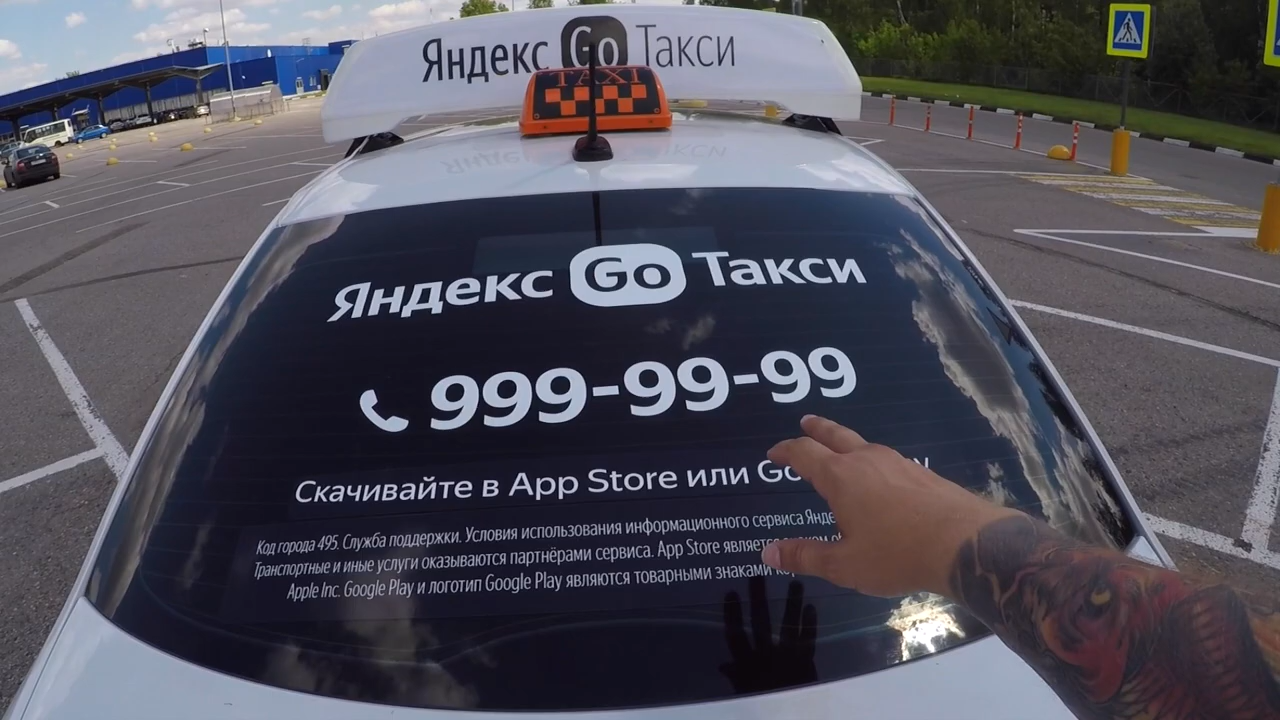 Яндекс Go Такси
TAXI
Яндекс Go Такси
999-99-99
Скачивайте в App Store или
Код города 495. Служба поддержки. Условия использования информационного сервиса
Транспортные и иные услуги оказываются партнёрами сервиса. App Store является
Apple Inc. Google Play и логотип Google Play являются товарными знаками